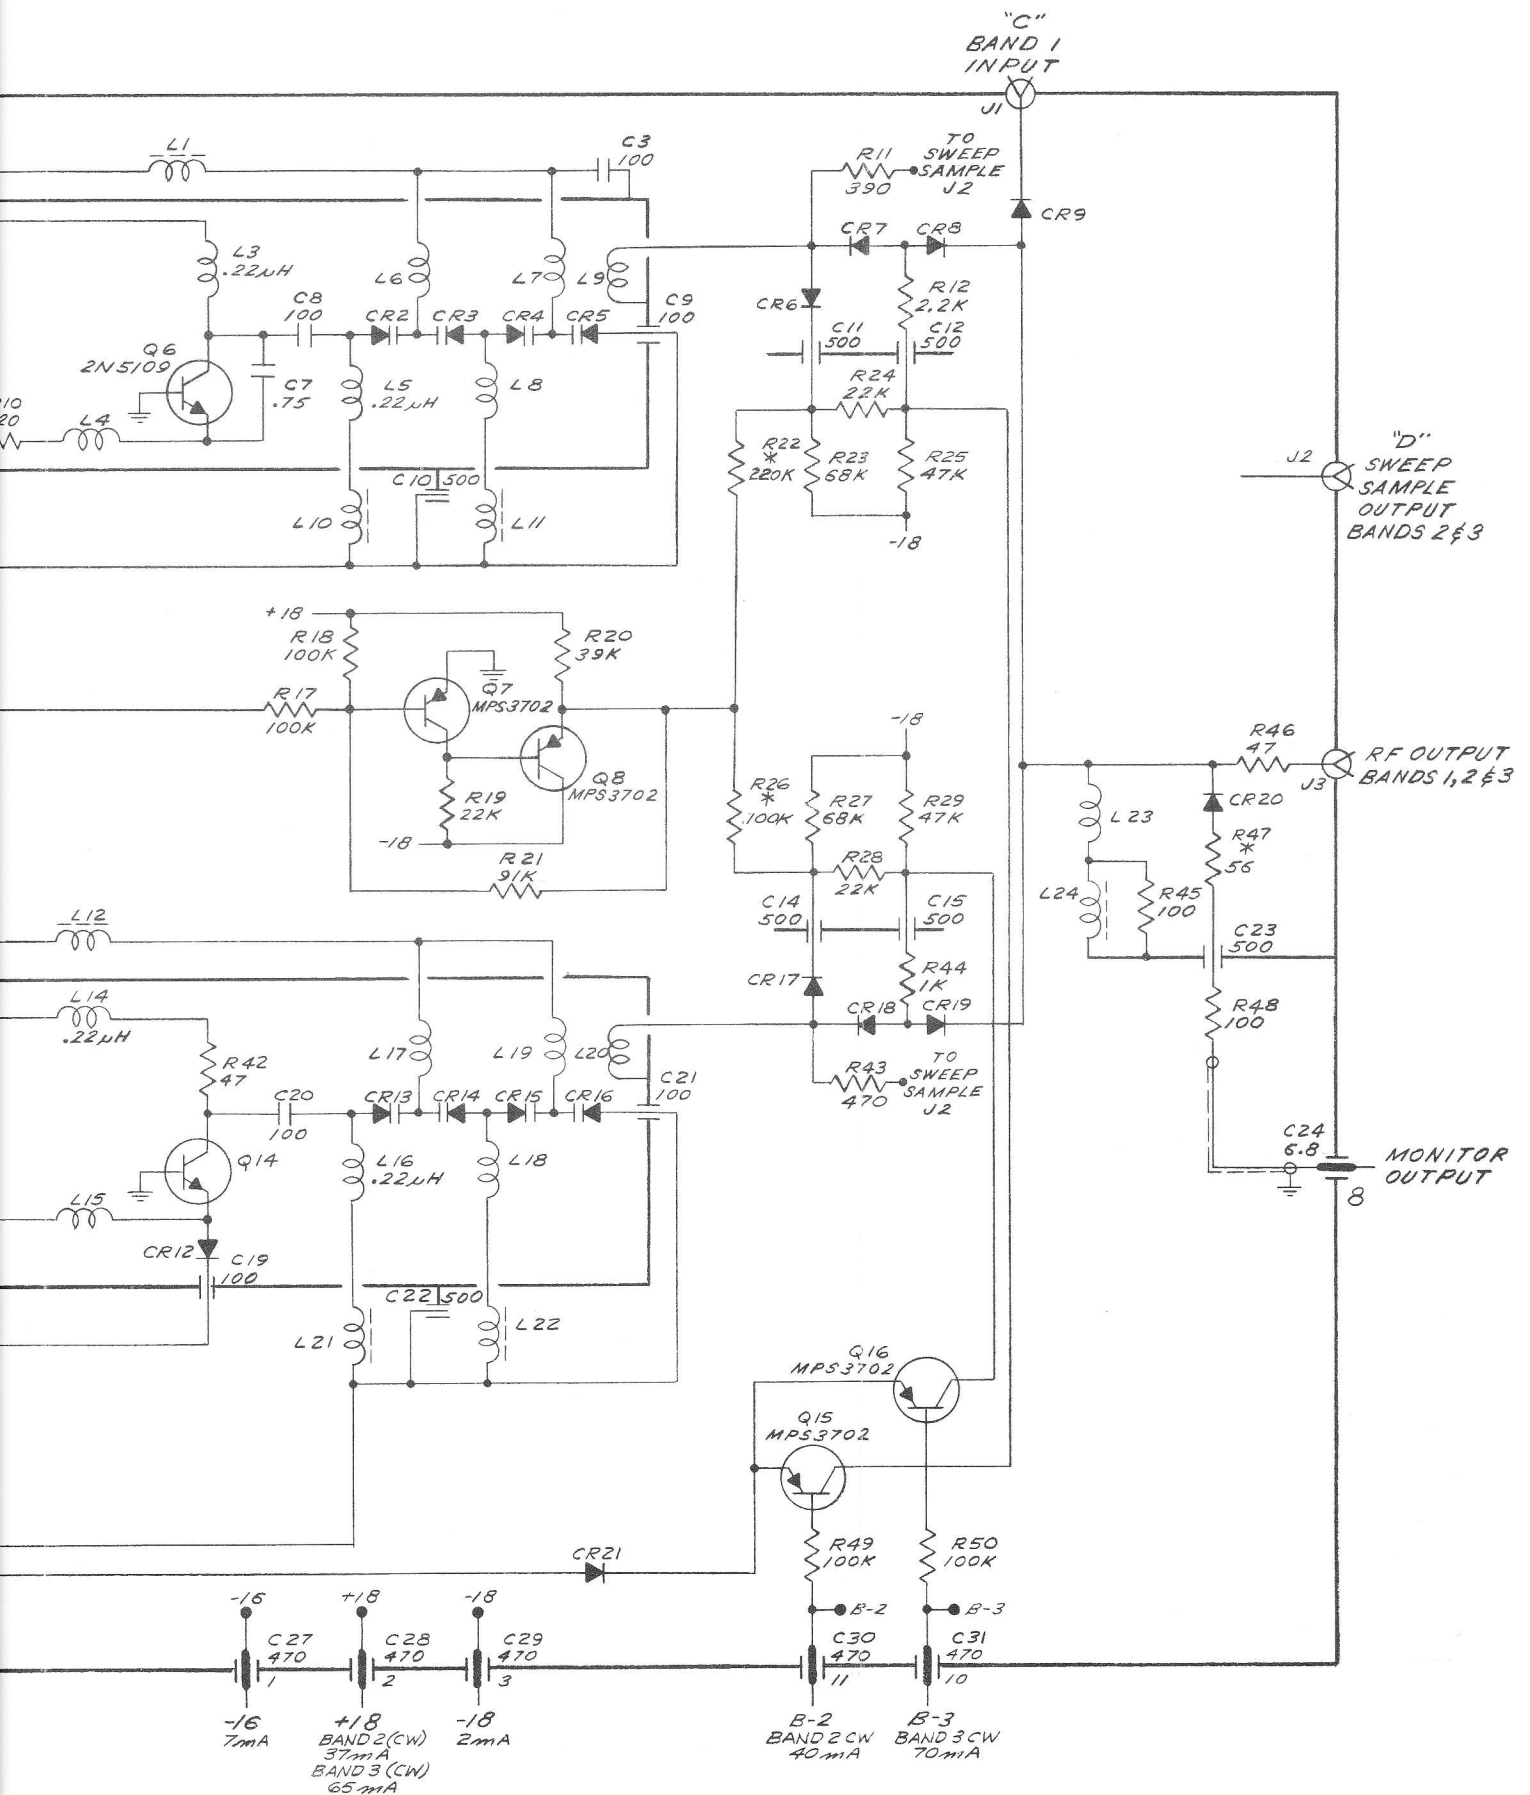 "C"
BAND 1
INPUT
J1
L1
C3
100
R11
390
TO
SWEEP
SAMPLE
J2
CR9
L3
.22µH
L6
L7
L9
CR7
CR8
CR6
R12
2.2K
C8
100
CR2
CR3
CR4
CR5
C9
100
C11
500
C12
500
Q6
2N5109
C7
.75
L5
.22µH
L8
R24
22K
L4
R22
*
220K
R23
68K
R25
47K
-18
C10 500
L10
L11
J2
"D"
SWEEP
SAMPLE
OUTPUT
BANDS 2 & 3
+18
R18
100K
R20
39K
R17
100K
Q7
MPS3702
Q8
MPS3702
R19
22K
-18
R21
91K
-18
R26
*
100K
R27
68K
R29
47K
R28
22K
C14
500
C15
500
R46
47
J3
RF OUTPUT
BANDS 1, 2 & 3
L23
CR20
R47
*
56
L24
R45
100
C23
500
R48
100
L12
L14
.22µH
R42
47
L17
L19
L20
CR17
R44
1K
CR18
CR19
R43
470
TO
SWEEP
SAMPLE
J2
C20
100
CR13
CR14
CR15
CR16
C21
100
Q14
L16
.22µH
L18
L15
CR12
C19
100
C22 500
L21
L22
C24
6.8
8
MONITOR
OUTPUT
Q16
MPS3702
Q15
MPS3702
R49
100K
R50
100K
CR21
B-2
B-3
-16
+18
-18
C27
470
1
C28
470
2
C29
470
3
C30
470
11
C31
470
10
-16
7mA
+18
BAND 2 (CW)
37mA
BAND 3 (CW)
65mA
-18
2mA
B-2
BAND 2 CW
40mA
B-3
BAND 3 CW
70mA